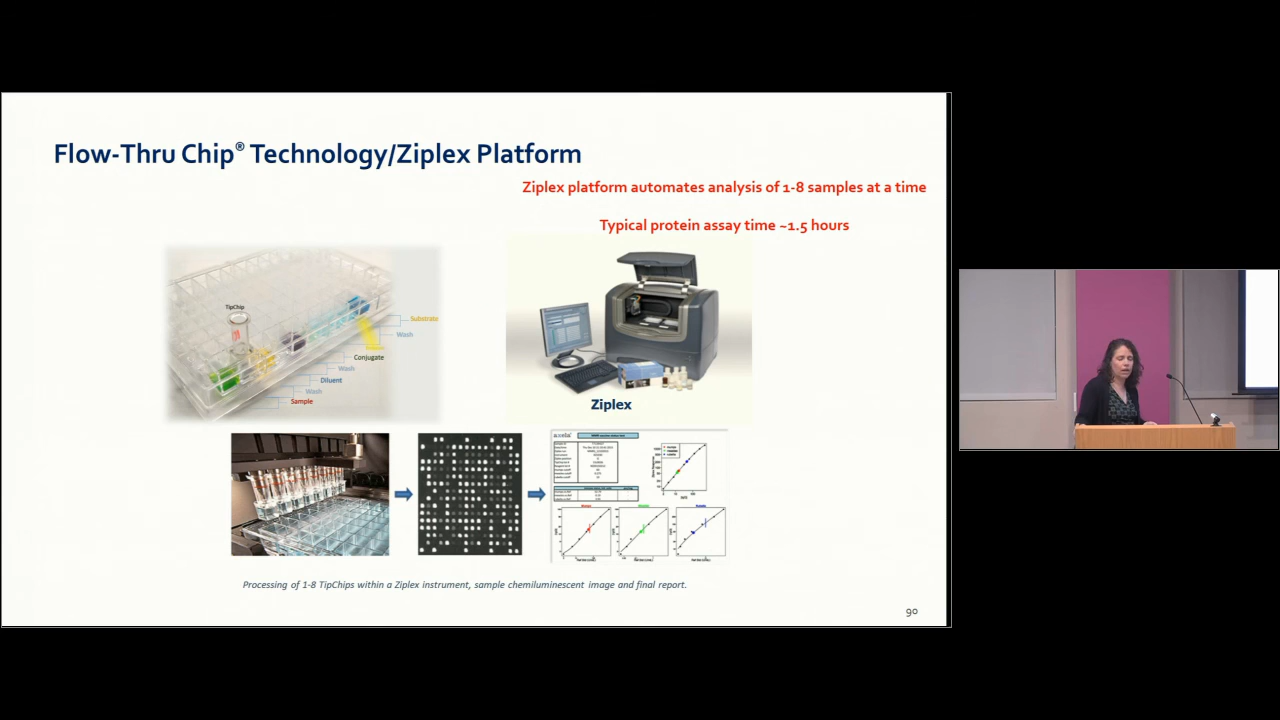 Flow-Thru Chip® Technology/Ziplex Platform
Ziplex platform automates analysis of 1-8 samples at a time
Typical protein assay time ~1.5 hours
TipChip
Substrate
Wash
Conjugate
Wash
Diluent
Wash
Sample
Ziplex
Processing of 1-8 TipChips within a Ziplex instrument, sample chemiluminescent image and final report.
90